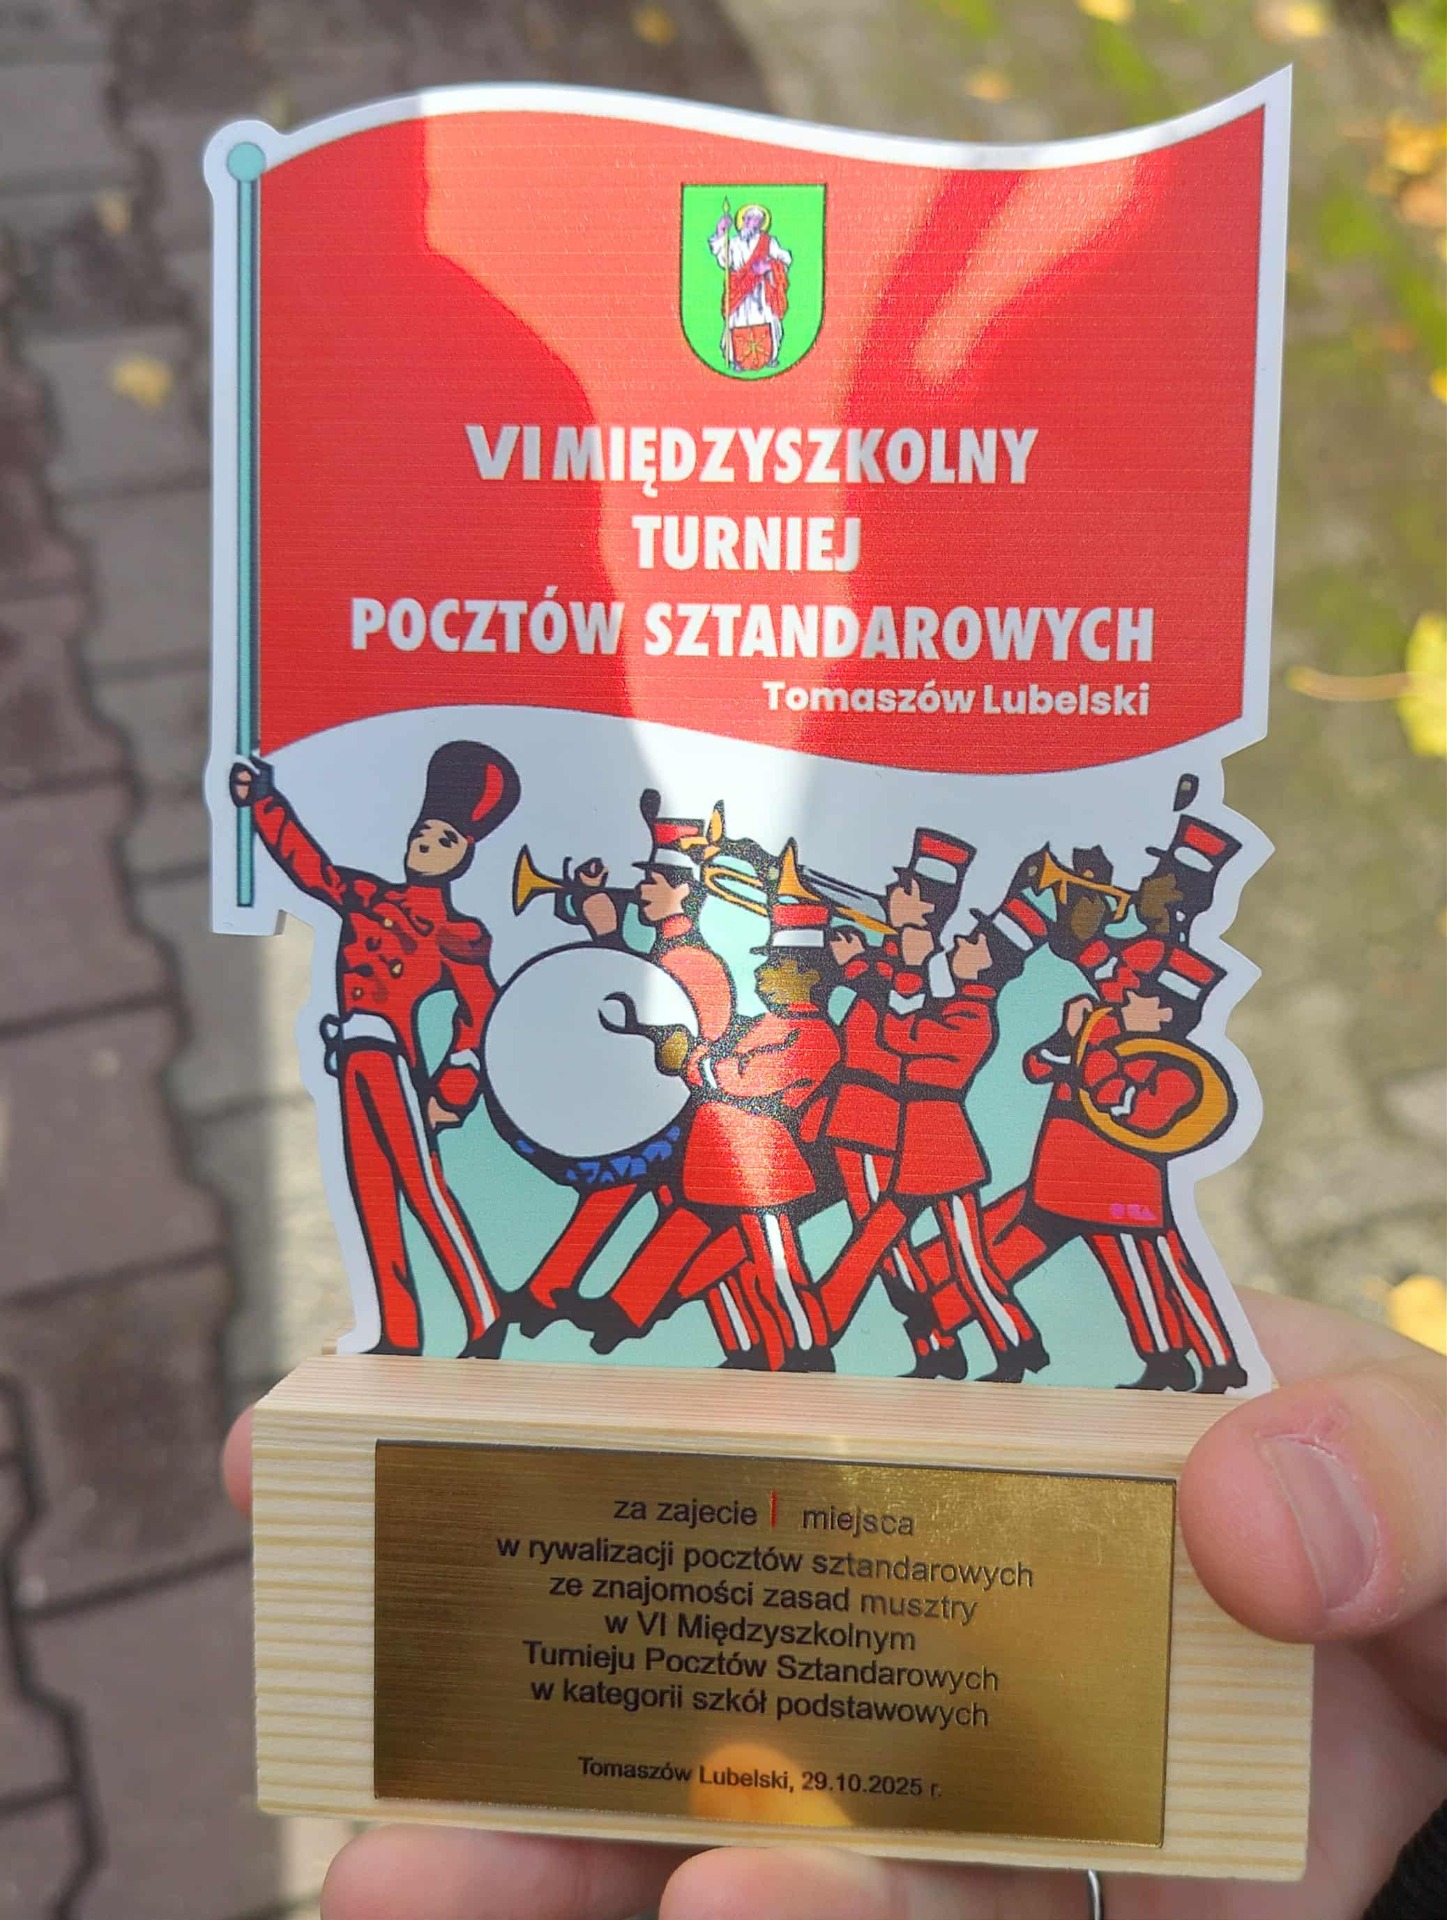 VI MIĘDZYSZKOLNY
TURNIEJ
POCZTÓW SZTANDAROWYCH
Tomaszów Lubelski
za zajecie I miejsca
w rywalizacji pocztów sztandarowych
ze znajomości zasad musztry
w VI Międzyszkolnym
Turnieju Pocztów Sztandarowych
w kategorii szkół podstawowych
Tomaszów Lubelski, 29.10.2025 r.